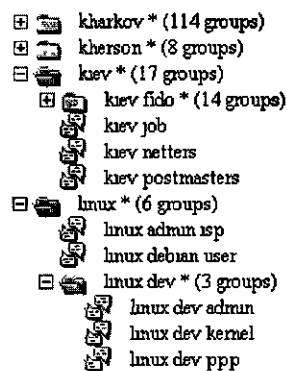 kharkov * (114 groups)
kherson * (8 groups)
kiev * (17 groups)
kiev fido * (14 groups)
kiev job
kiev netters
kiev postmasters
linux * (6 groups)
linux admin isp
linux debian user
linux dev * (3 groups)
linux dev admin
linux dev kernel
linux dev ppp